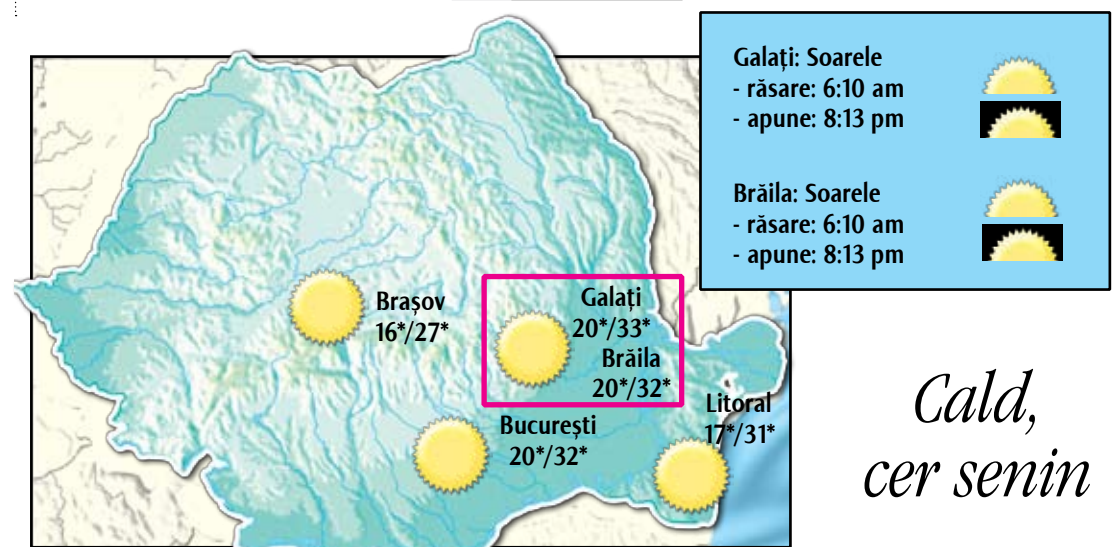 Galați: Soarele
- răsare: 6:10 am
- apune: 8:13 pm
Brăila: Soarele
- răsare: 6:10 am
- apune: 8:13 pm
Brașov
16*/27*
Galați
20*/33*
Brăila
20*/32*
București
20*/32*
Litoral
17*/31*
Cald,
cer senin